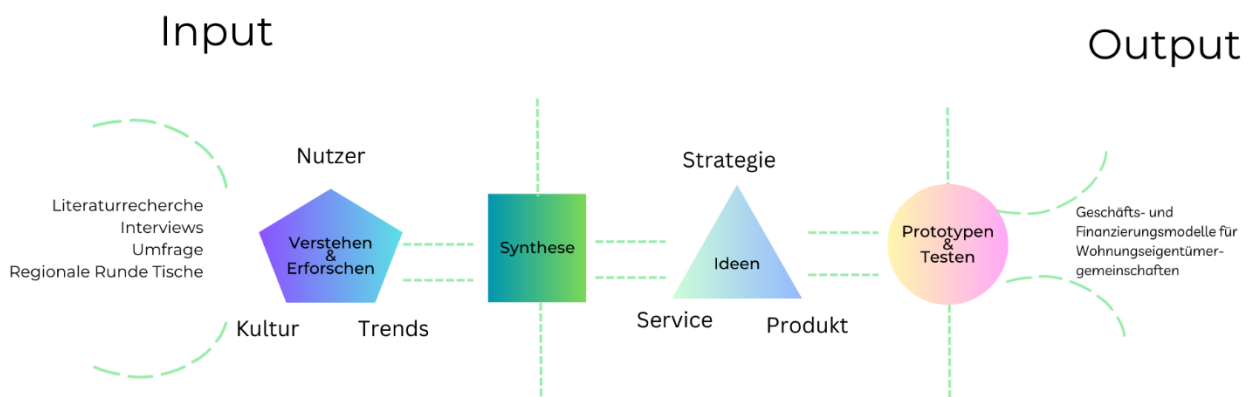 Input
Output
Literaturrecherche
Interviews
Umfrage
Regionale Runde Tische
Nutzer
Verstehen
&
Erforschen
Kultur
Trends
Synthese
Strategie
Ideen
Service
Produkt
Prototypen
&
Testen
Geschäfts- und
Finanzierungsmodelle für
Wohnungseigentümer-
gemeinschaften